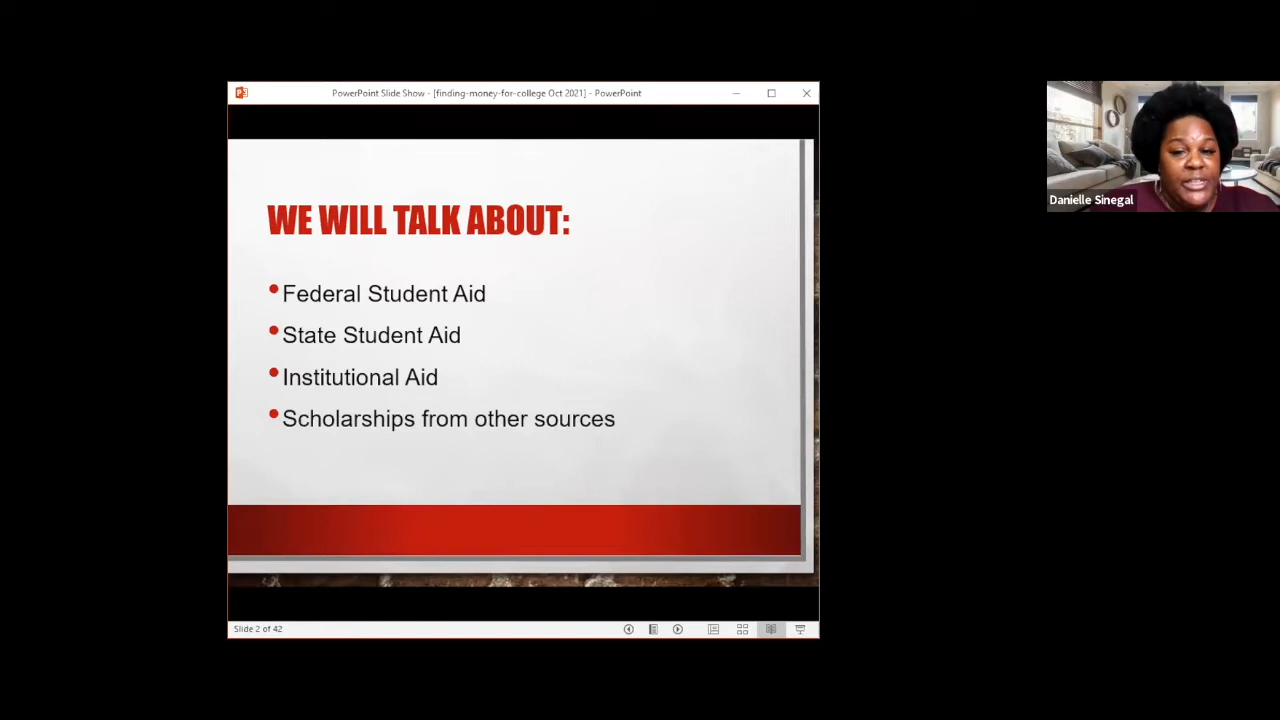 PowerPoint Slide Show - [finding-money-for-college Oct 2021] - PowerPoint
WE WILL TALK ABOUT:
• Federal Student Aid
• State Student Aid
• Institutional Aid
• Scholarships from other sources
Slide 2 of 42
Danielle Sinegal